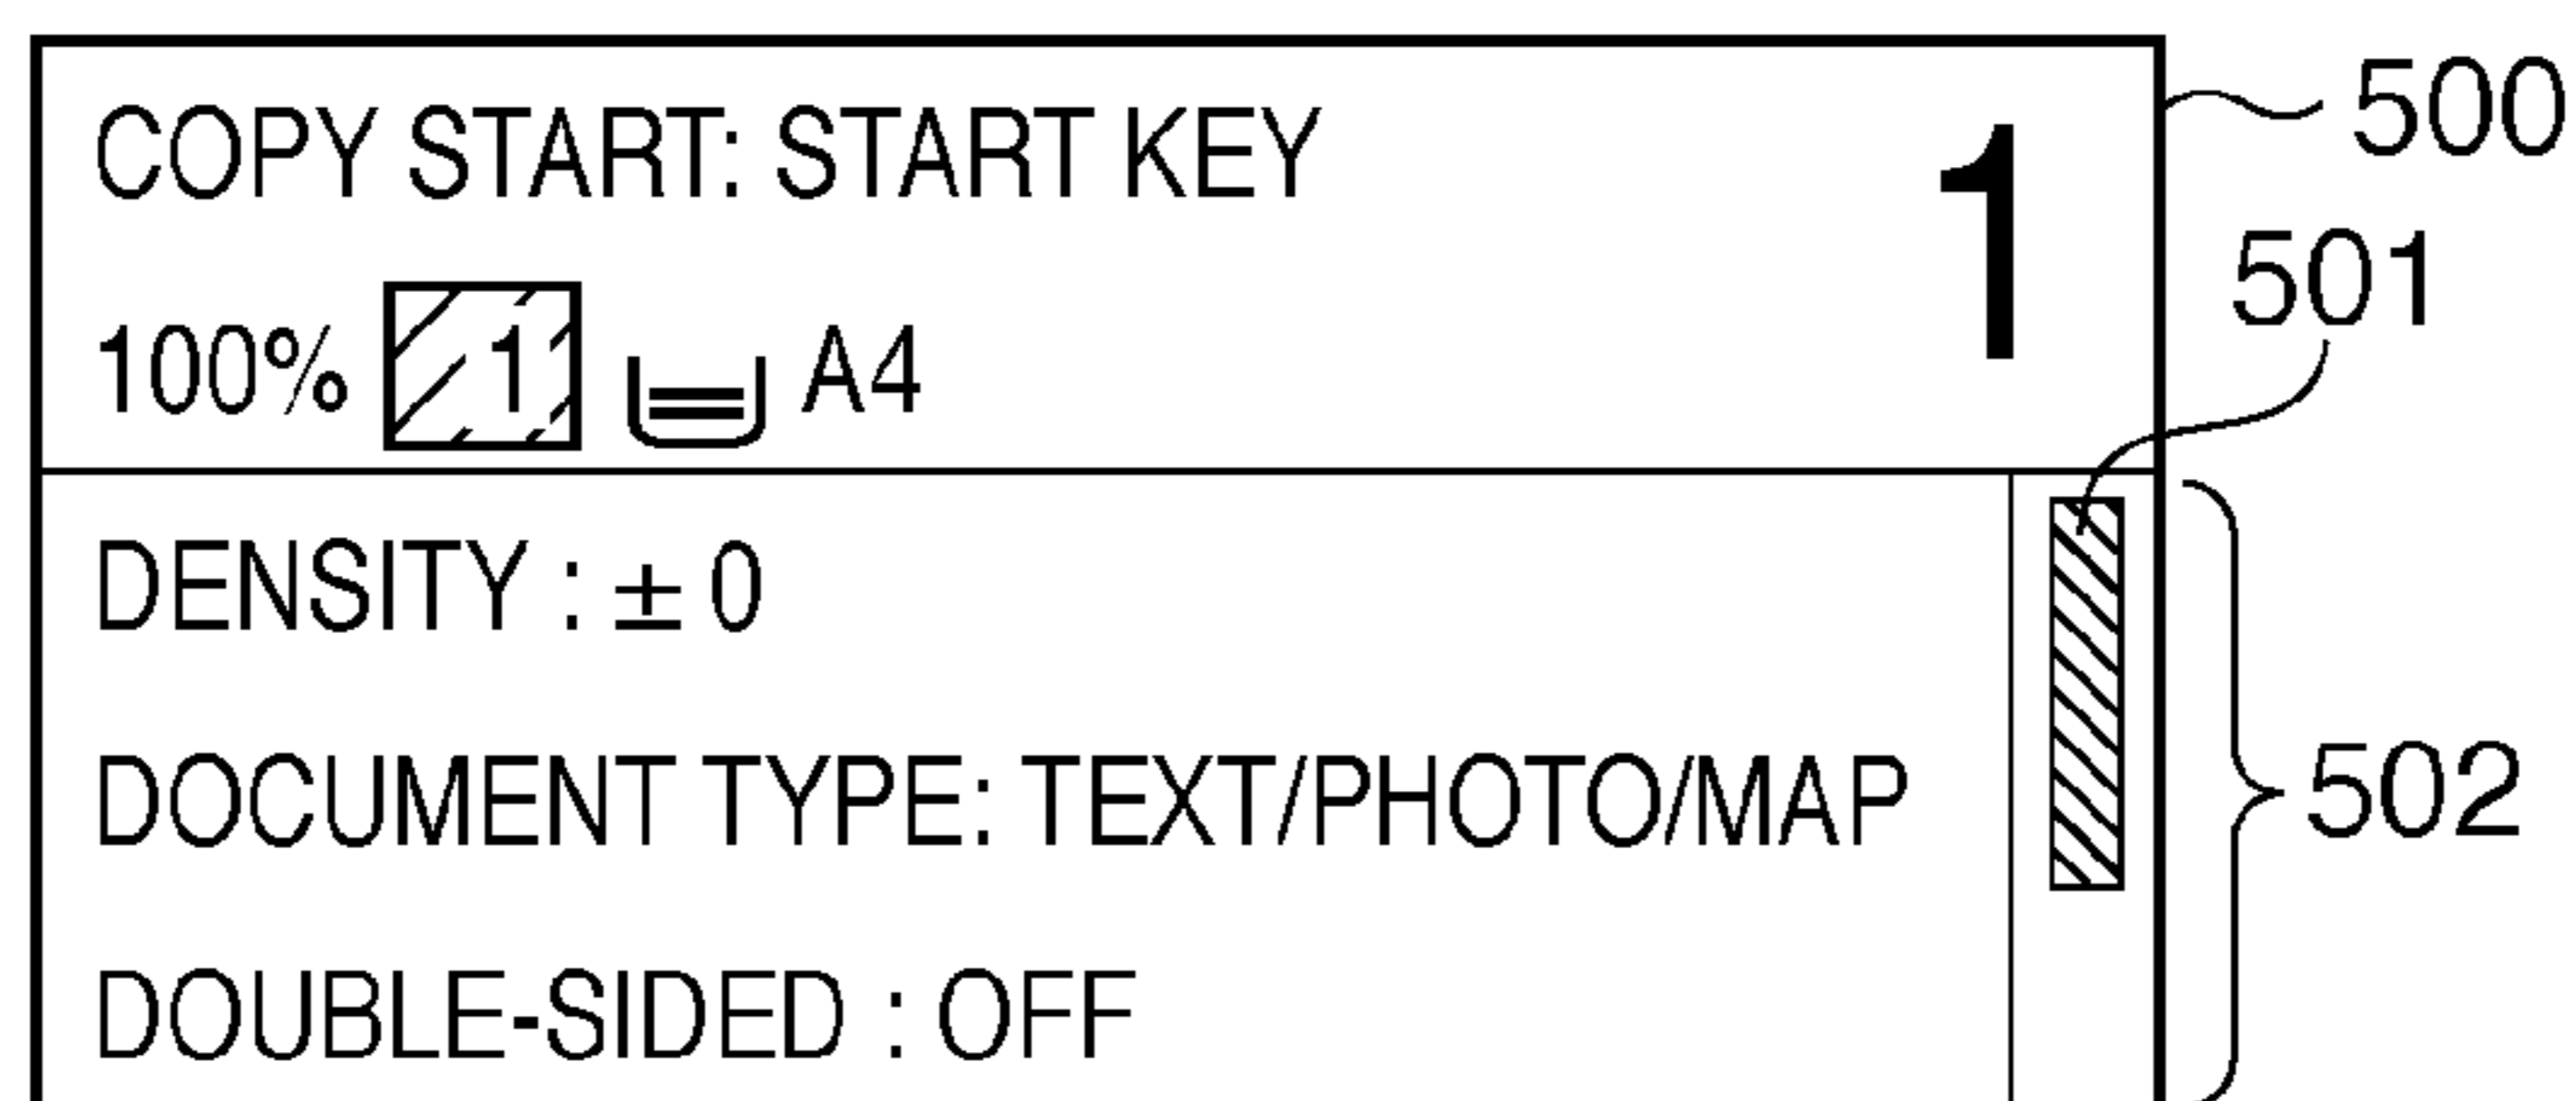 COPY START: START KEY 1 500
501
100% 1 A4
DENSITY : ± 0
DOCUMENT TYPE: TEXT/PHOTO/MAP 502
DOUBLE-SIDED : OFF